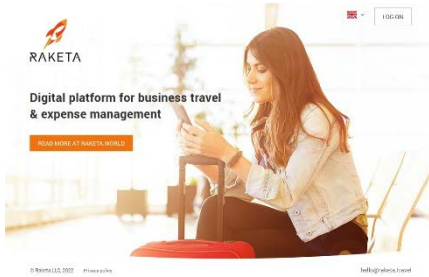 LOG ON
RAKETA
Digital platform for business travel
& expense management
READ MORE AT RAKETA.WORLD
© Raketa LLC, 2022 Privacy policy
hello@raketa.travel